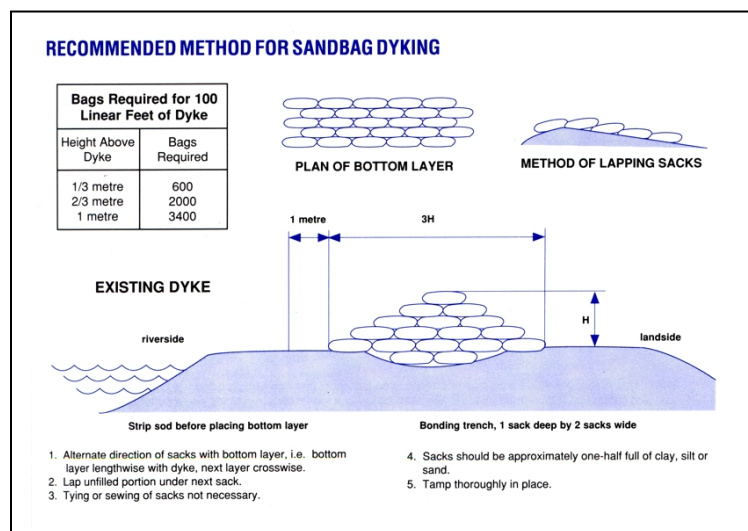 RECOMMENDED METHOD FOR SANDBAG DYKING
Bags Required for 100
Linear Feet of Dyke
Height Above
Dyke
Bags
Required
1/3 metre 600
2/3 metre 2000
1 metre 3400
PLAN OF BOTTOM LAYER
METHOD OF LAPPING SACKS
1 metre
3H
EXISTING DYKE
H
riverside
landside
Strip sod before placing bottom layer
Bonding trench, 1 sack deep by 2 sacks wide
1. Alternate direction of sacks with bottom layer, i.e. bottom
layer lengthwise with dyke, next layer crosswise.
2. Lap unfilled portion under next sack.
3. Tying or sewing of sacks not necessary.
4. Sacks should be approximately one-half full of clay, silt or
sand.
5. Tamp thoroughly in place.